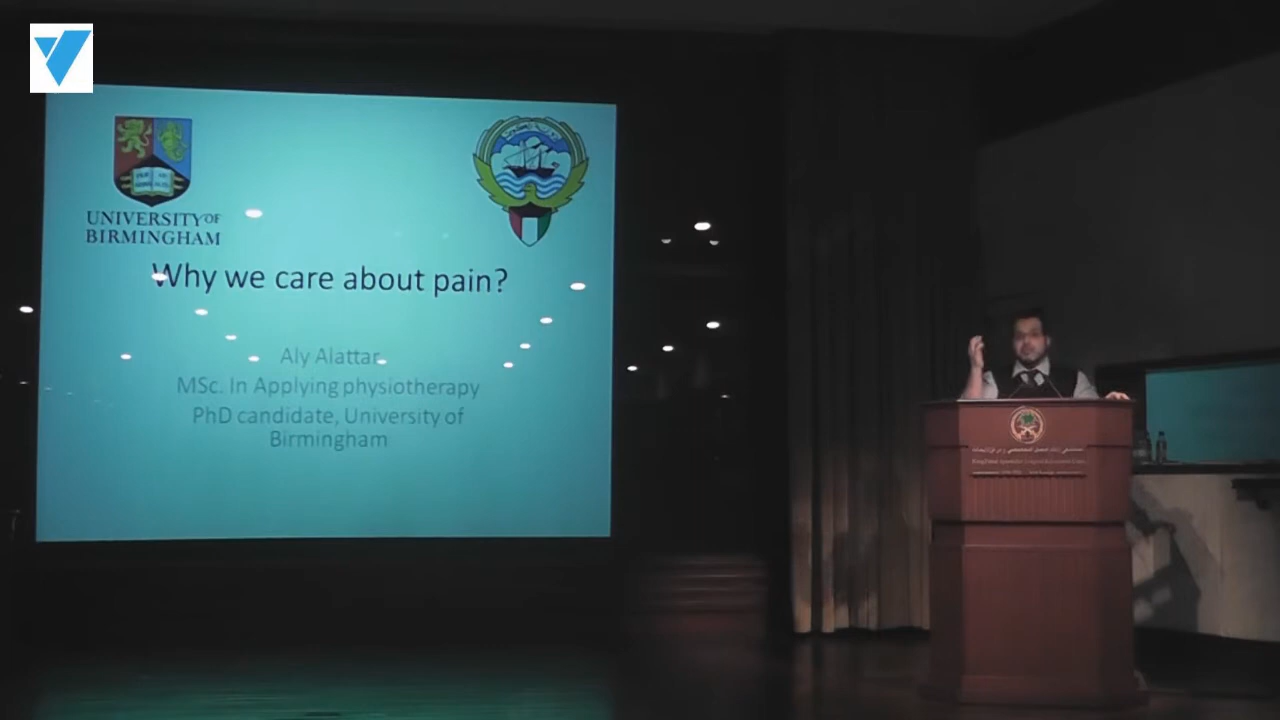 UNIVERSITY OF
BIRMINGHAM
Why we care about pain?
Aly Alattar
MSc. In Applying physiotherapy
PhD candidate, University of
Birmingham